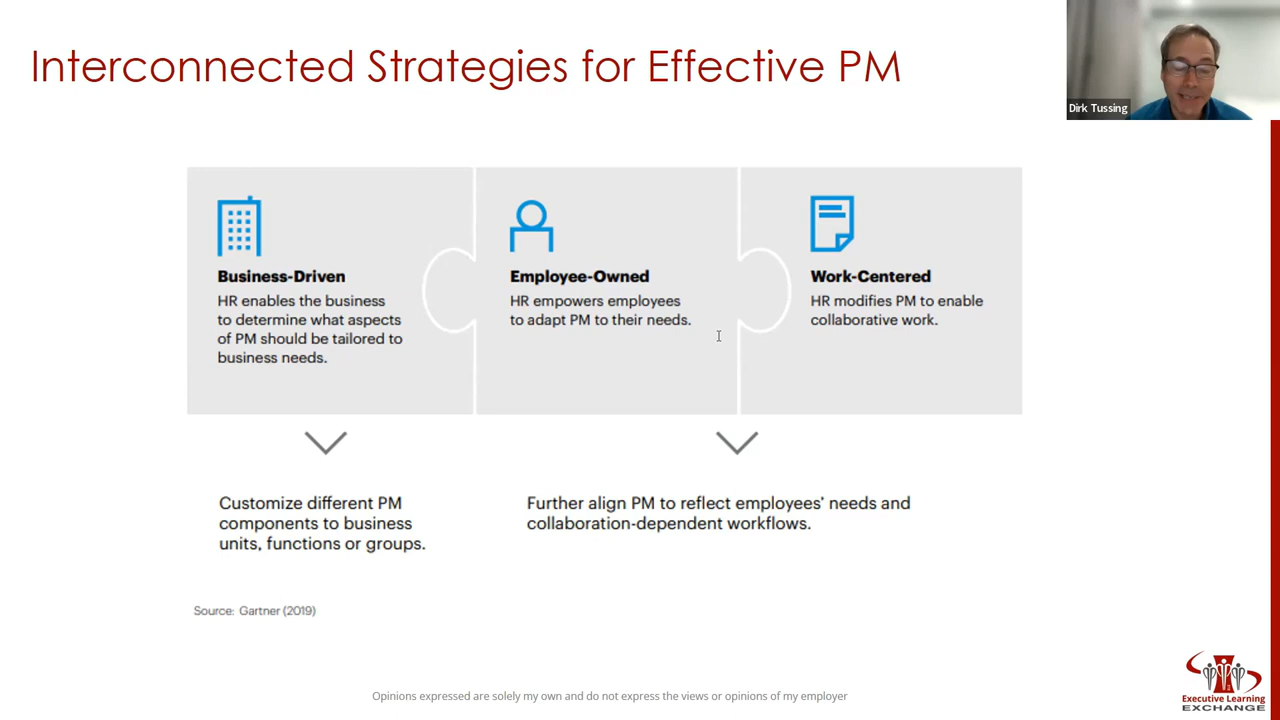 Interconnected Strategies for Effective PM
Dirk Tussing
Business-Driven
HR enables the business
to determine what aspects
of PM should be tailored to
business needs.
Employee-Owned
HR empowers employees
to adapt PM to their needs.
Work-Centered
HR modifies PM to enable
collaborative work.
Customize different PM
components to business
units, functions or groups.
Further align PM to reflect employees’ needs and
collaboration-dependent workflows.
Source: Gartner (2019)
Opinions expressed are solely my own and do not express the views or opinions of my employer
Executive Learning
EXCHANGE